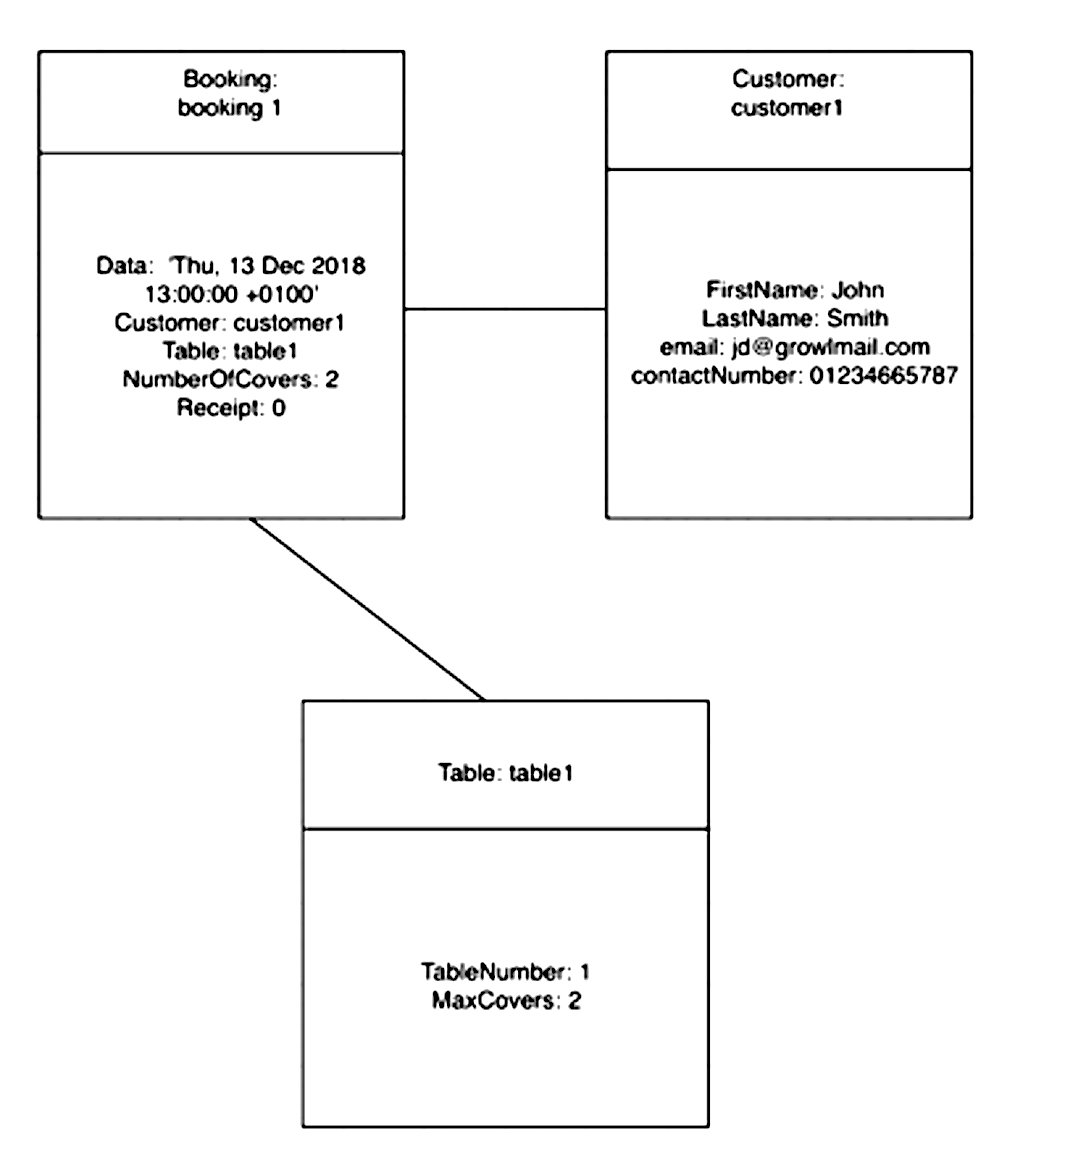 Booking:
booking 1
Data: 'Thu, 13 Dec 2018
13:00:00 +0100'
Customer: customer1
Table: table1
NumberOfCovers: 2
Receipt: 0
Customer:
customer1
FirstName: John
LastName: Smith
email: jd@growlmail.com
contactNumber: 01234665787
Table: table1
TableNumber: 1
MaxCovers: 2